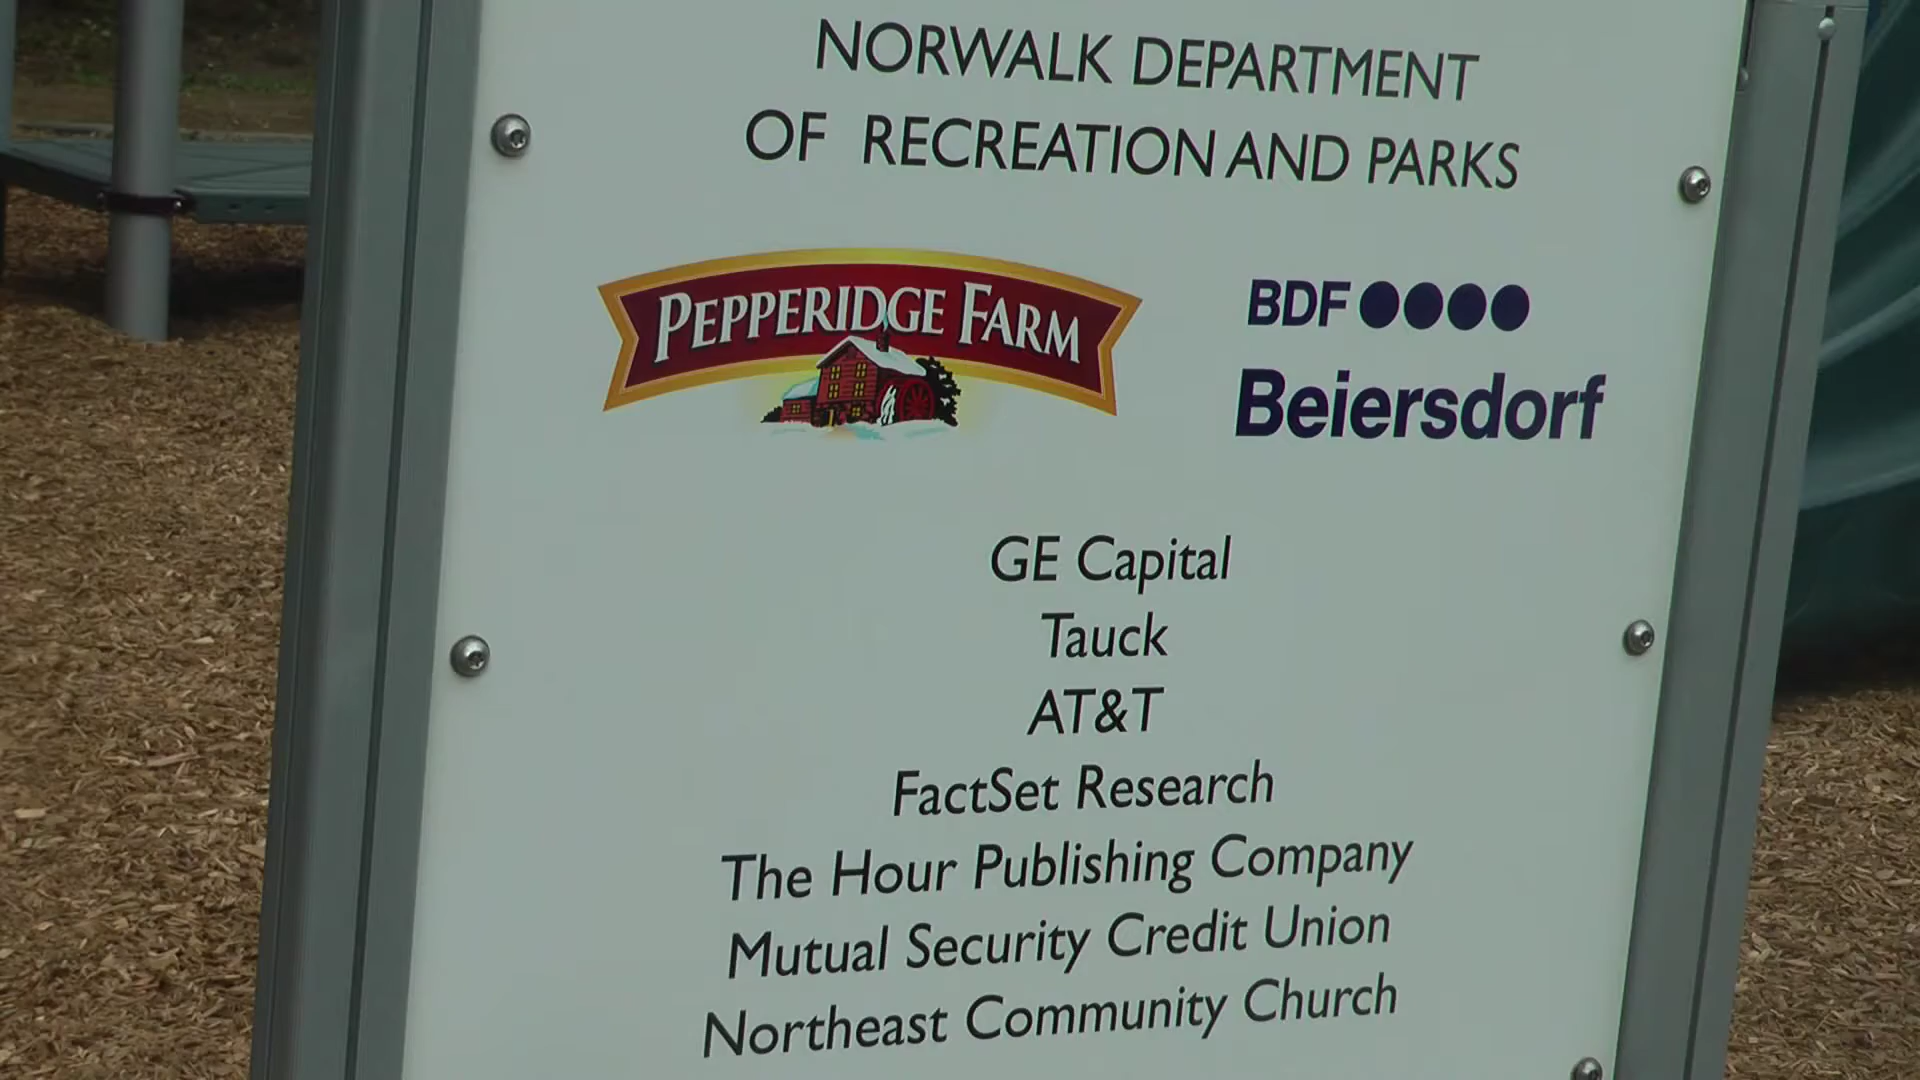 NORWALK DEPARTMENT
OF RECREATION AND PARKS
PEPPERIDGE FARM
BDF
Beiersdorf
GE Capital
Tauck
AT&T
FactSet Research
The Hour Publishing Company
Mutual Security Credit Union
Northeast Community Church